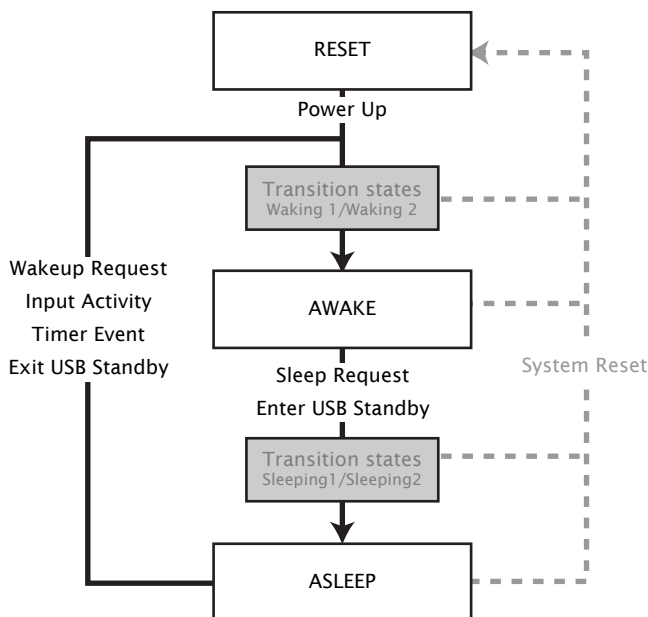 RESET
Power Up
Transition states
Waking 1/Waking 2
Wakeup Request
Input Activity
Timer Event
Exit USB Standby
AWAKE
System Reset
Sleep Request
Enter USB Standby
Transition states
Sleeping1/Sleeping2
ASLEEP